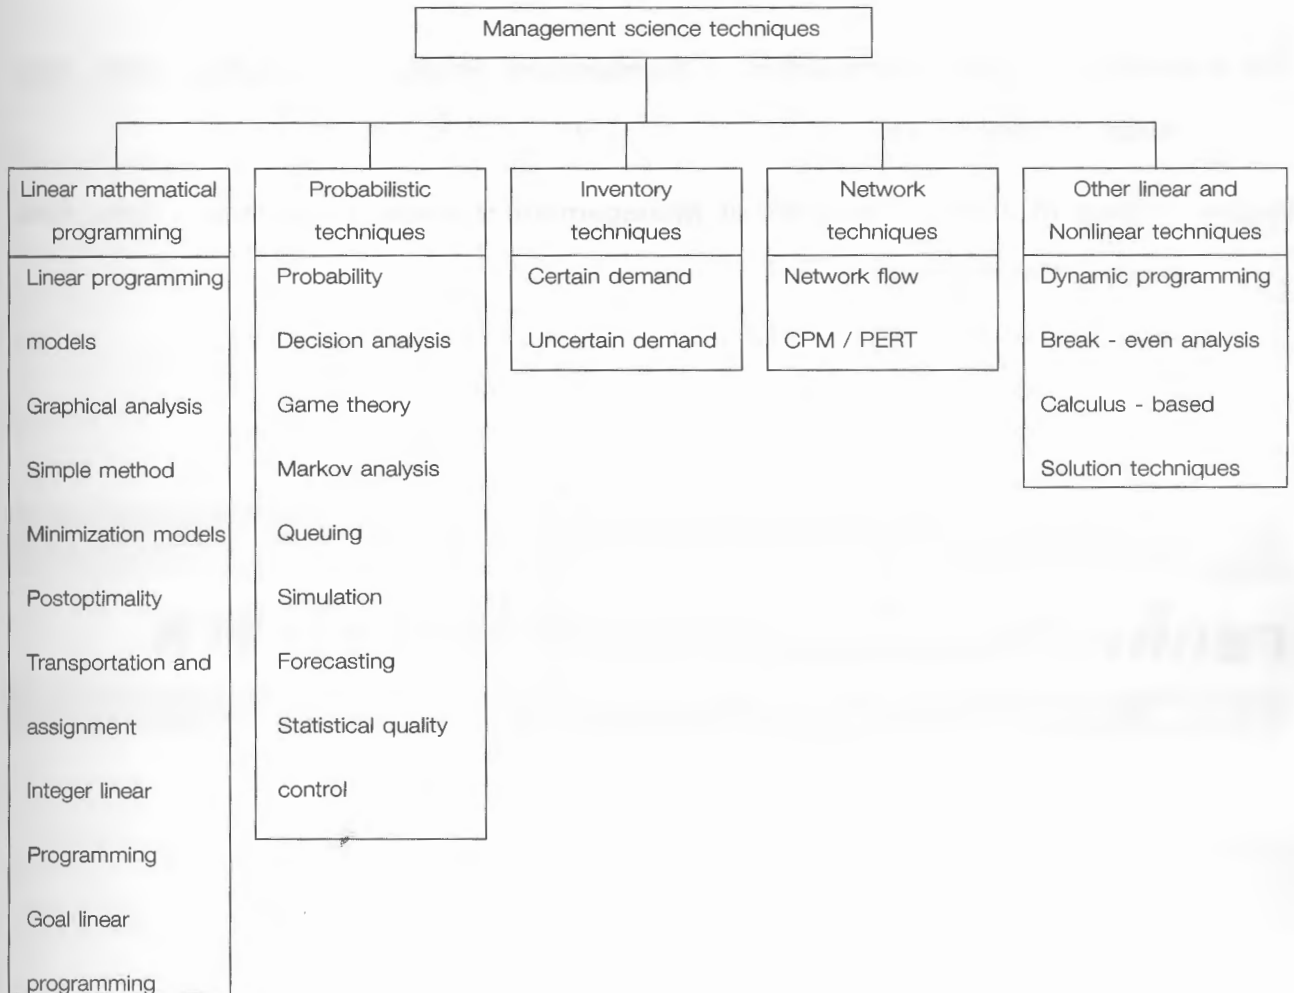 Management science techniques
Linear mathematical
programming
Linear programming
models
Graphical analysis
Simple method
Minimization models
Postoptimality
Transportation and
assignment
Integer linear
Programming
Goal linear
programming
Probabilistic
techniques
Probability
Decision analysis
Game theory
Markov analysis
Queuing
Simulation
Forecasting
Statistical quality
control
Inventory
techniques
Certain demand
Uncertain demand
Network
techniques
Network flow
CPM / PERT
Other linear and
Nonlinear techniques
Dynamic programming
Break - even analysis
Calculus - based
Solution techniques